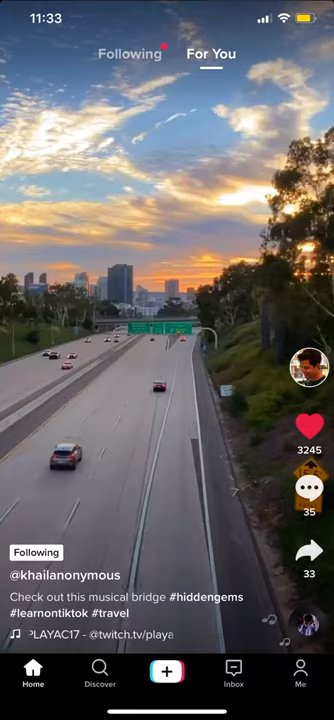 11:33
Following For You
3245
35
33
Following
@khailanonymous
Check out this musical bridge #hiddengems
#learnontiktok #travel
PLAYAC17 - @twitch.tv/playa
Home Discover Inbox Me